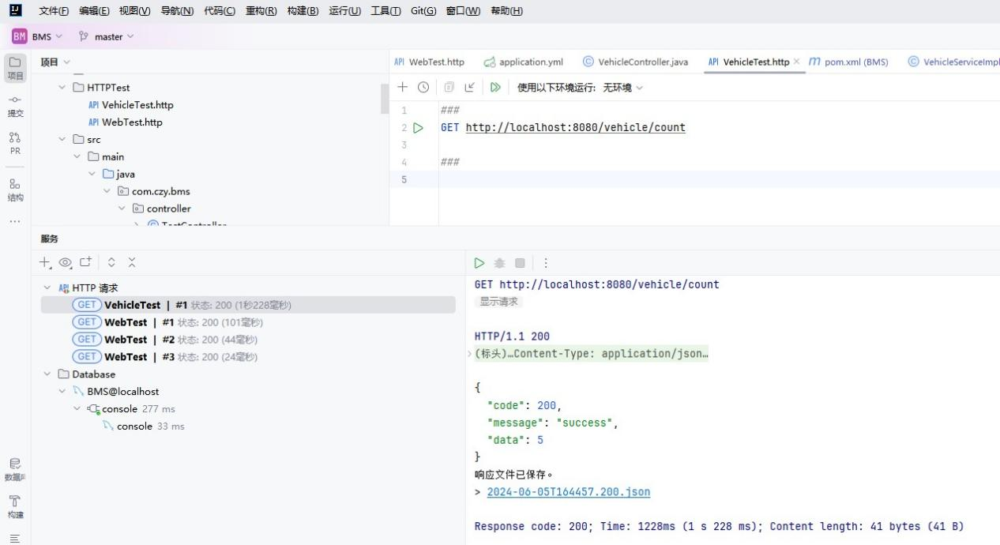 文件(F) 编辑(E) 视图(V) 导航(N) 代码(C) 重构(R) 构建(B) 运行(U) 工具(T) Git(G) 窗口(W) 帮助(H)
BM BMS master
项目
WebTest.http application.yml VehicleController.java VehicleTest.http pom.xml (BMS) VehicleServiceImpl
项目
提交
PR
结构
HTTPTest
API VehicleTest.http
API WebTest.http
src
main
java
com.czy.bms
controller
TestController
使用以下环境运行: 无环境
1 ###
2 GET http://localhost:8080/vehicle/count
3
4 ###
5
服务
HTTP 请求
GET VehicleTest | #1 状态: 200 (1秒228毫秒)
GET WebTest | #1 状态: 200 (101毫秒)
GET WebTest | #2 状态: 200 (44毫秒)
GET WebTest | #3 状态: 200 (24毫秒)
Database
BMS@localhost
console 277 ms
console 33 ms
数据库
构建
GET http://localhost:8080/vehicle/count
显示请求
HTTP/1.1 200
(标头)…Content-Type: application/json…
{
"code": 200,
"message": "success",
"data": 5
}
响应文件已保存。
> 2024-06-05T164457.200.json
Response code: 200; Time: 1228ms (1 s 228 ms); Content length: 41 bytes (41 B)